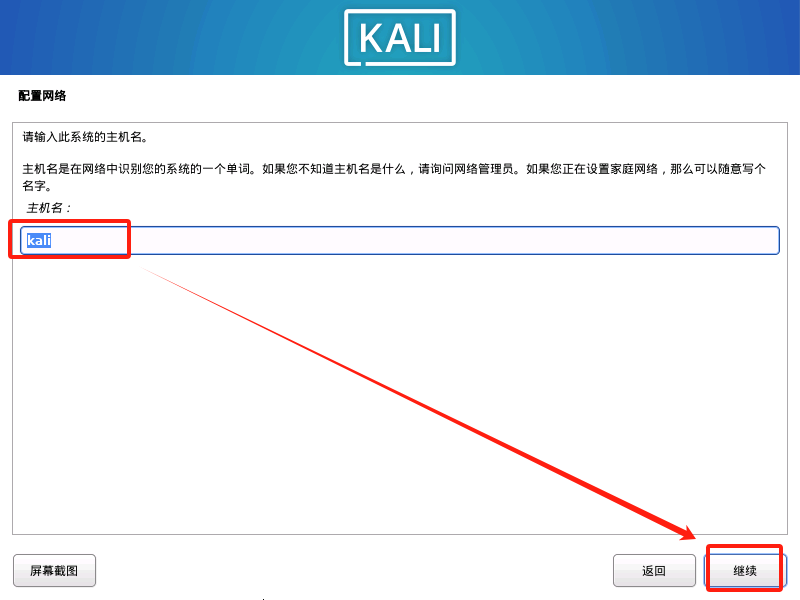 KALI
配置网络
请输入此系统的主机名。
主机名是在网络中识别您的系统的一个单词。如果您不知道主机名是什么，请询问网络管理员。如果您正在设置家庭网络，那么可以随意写个
名字。
主机名：
kali
屏幕截图
返回
继续